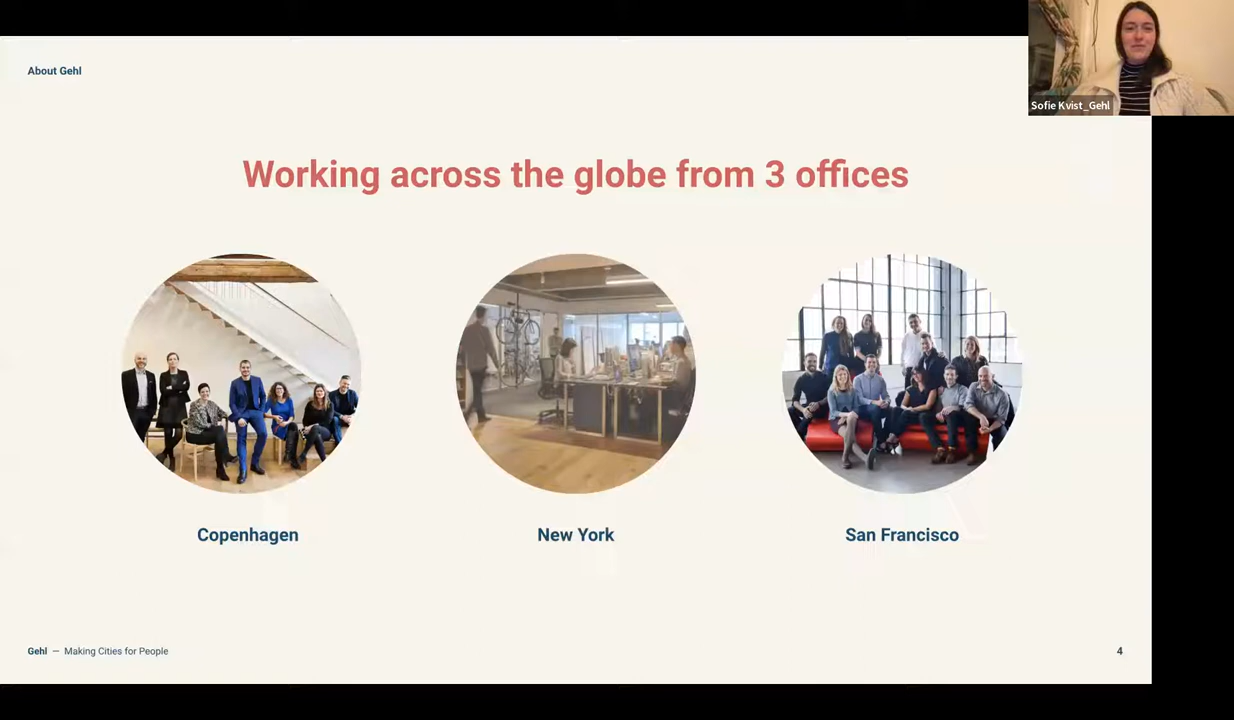 About Gehl
Sofie Kvist_Gehl
Working across the globe from 3 offices
Copenhagen
New York
San Francisco
Gehl — Making Cities for People
4